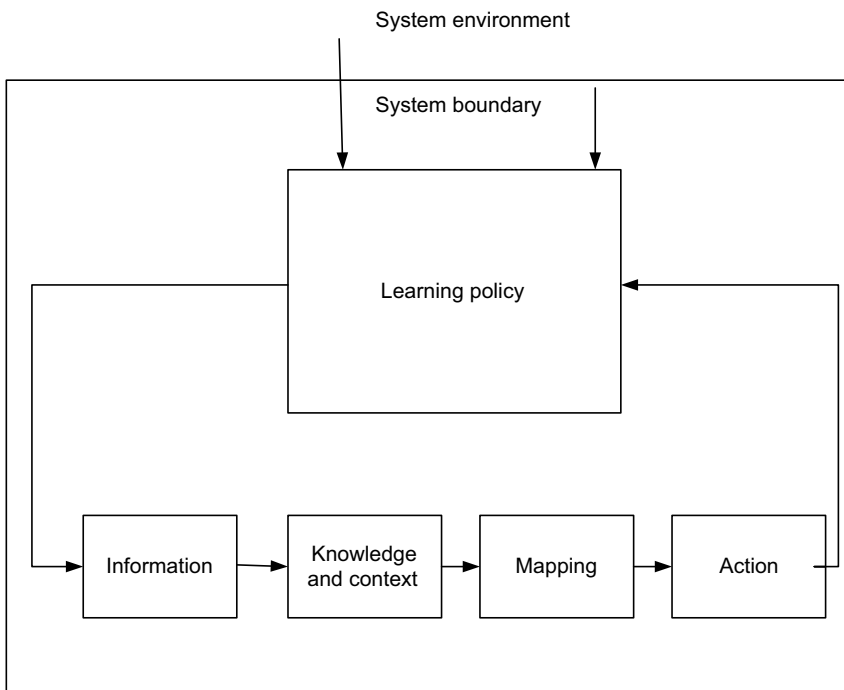 System environment
System boundary
Learning policy
Information
Knowledge
and context
Mapping
Action